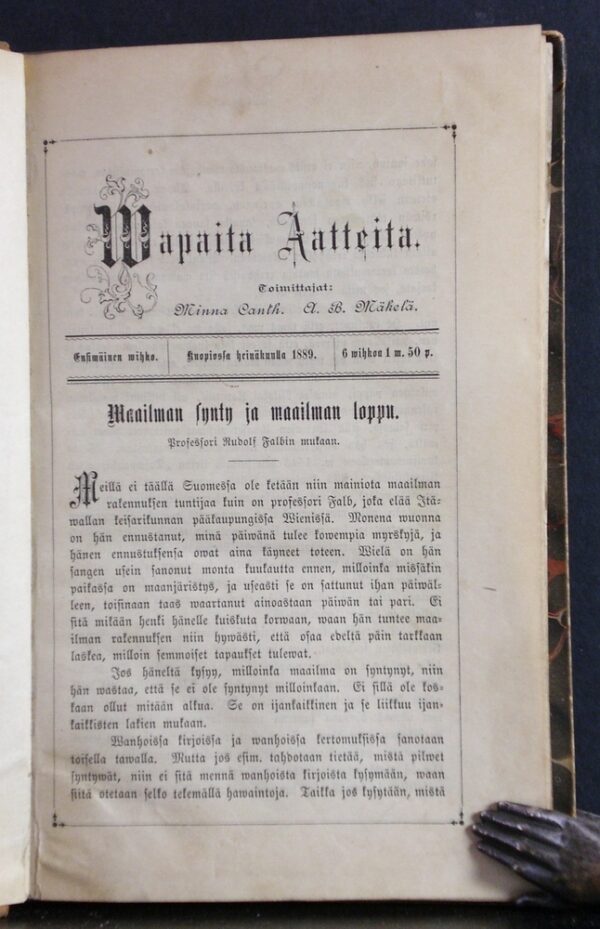 Wapaita Aatteita.
Toimittajat:
Minna Canth. A. B. Mäkelä.
Ensimäinen wihko. Kuopiossa heinäkuulla 1889. 6 wihkoa 1 m. 50 p.
Maailman synty ja maailman loppu.
Professori Rudolf Falbin mukaan.
Meillä ei täällä Suomessa ole ketään niin mainiota maailman
rakennuksen tuntijaa kuin on professori Falb, joka elää Itä-
wallan keisarikunnan pääkaupungissa Wienissä. Monena wuonna
on hän ennustanut, minä päiwänä tulee kowempia myrskyjä, ja
hänen ennustuksensa owat aina käyneet toteen. Wielä on hän
sangen usein sanonut monta kuukautta ennen, milloinka missäkin
paikassa on maanjäristys, ja useasti se on sattunut ihan päiwäl-
leen, toisinaan taas waartanut ainoastaan päiwän tai pari. Ei
sitä mikään henki hänelle kuiskuta korwaan, waan hän tuntee maa-
ilman rakennuksen niin hywästi, että osaa edeltä päin tarkkaan
laskea, milloin semmoiset tapaukset tulewat.
Jos häneltä kysyy, milloinka maailma on syntynyt, niin
hän wastaa, että se ei ole syntynyt milloinkaan. Ei sillä ole kos-
kaan ollut mitään alkua. Se on ijankaikkinen ja se liikkuu ijan-
kaikkisten lakien mukaan.
Wanhoissa kirjoissa ja wanhoissa kertomuksissa sanotaan
toisella tawalla. Mutta jos esim. tahdotaan tietää, mistä pilwet
syntywät, niin ei sitä mennä wanhoista kirjoista kysymään, waan
siitä otetaan selko tekemällä hawaintoja. Taikka jos kysytään, mistä